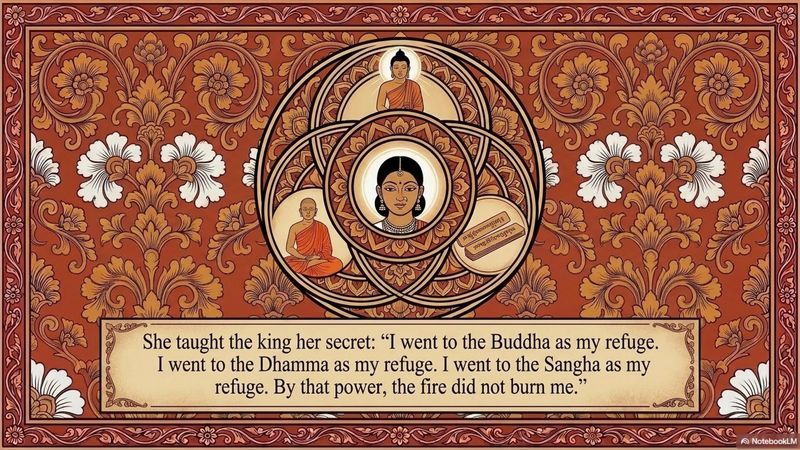 She taught the king her secret: “I went to the Buddha as my refuge.
I went to the Dhamma as my refuge. I went to the Sangha as my
refuge. By that power, the fire did not burn me.”
NotebookLM